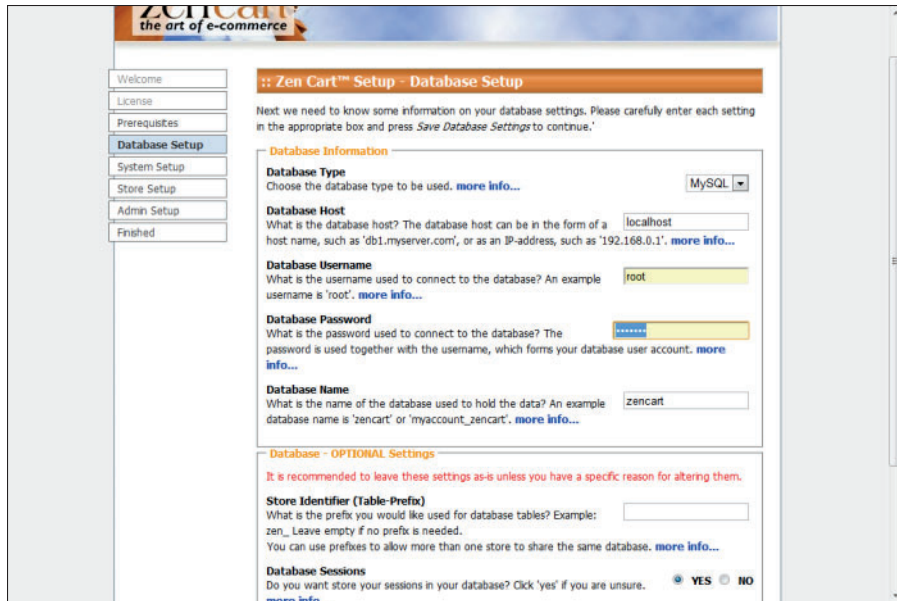 zencart
the art of e-commerce
Welcome
License
Prerequisites
Database Setup
System Setup
Store Setup
Admin Setup
Finished
:: Zen Cart™ Setup - Database Setup
Next we need to know some information on your database settings. Please carefully enter each setting
in the appropriate box and press Save Database Settings to continue.'
Database Information
Database Type
Choose the database type to be used. more info...
MySQL
Database Host
What is the database host? The database host can be in the form of a
localhost
host name, such as 'db1.myserver.com', or as an IP-address, such as '192.168.0.1'. more info...
Database Username
What is the username used to connect to the database? An example
root
username is 'root'. more info...
Database Password
What is the password used to connect to the database? The
•••••••
password is used together with the username, which forms your database user account. more
info...
Database Name
What is the name of the database used to hold the data? An example
zencart
database name is 'zencart' or 'myaccount_zencart'. more info...
Database - OPTIONAL Settings
It is recommended to leave these settings as-is unless you have a specific reason for altering them.
Store Identifier (Table-Prefix)
What is the prefix you would like used for database tables? Example:
zen_ Leave empty if no prefix is needed.
You can use prefixes to allow more than one store to share the same database. more info...
Database Sessions
Do you want store your sessions in your database? Click 'yes' if you are unsure.
YES NO
more info